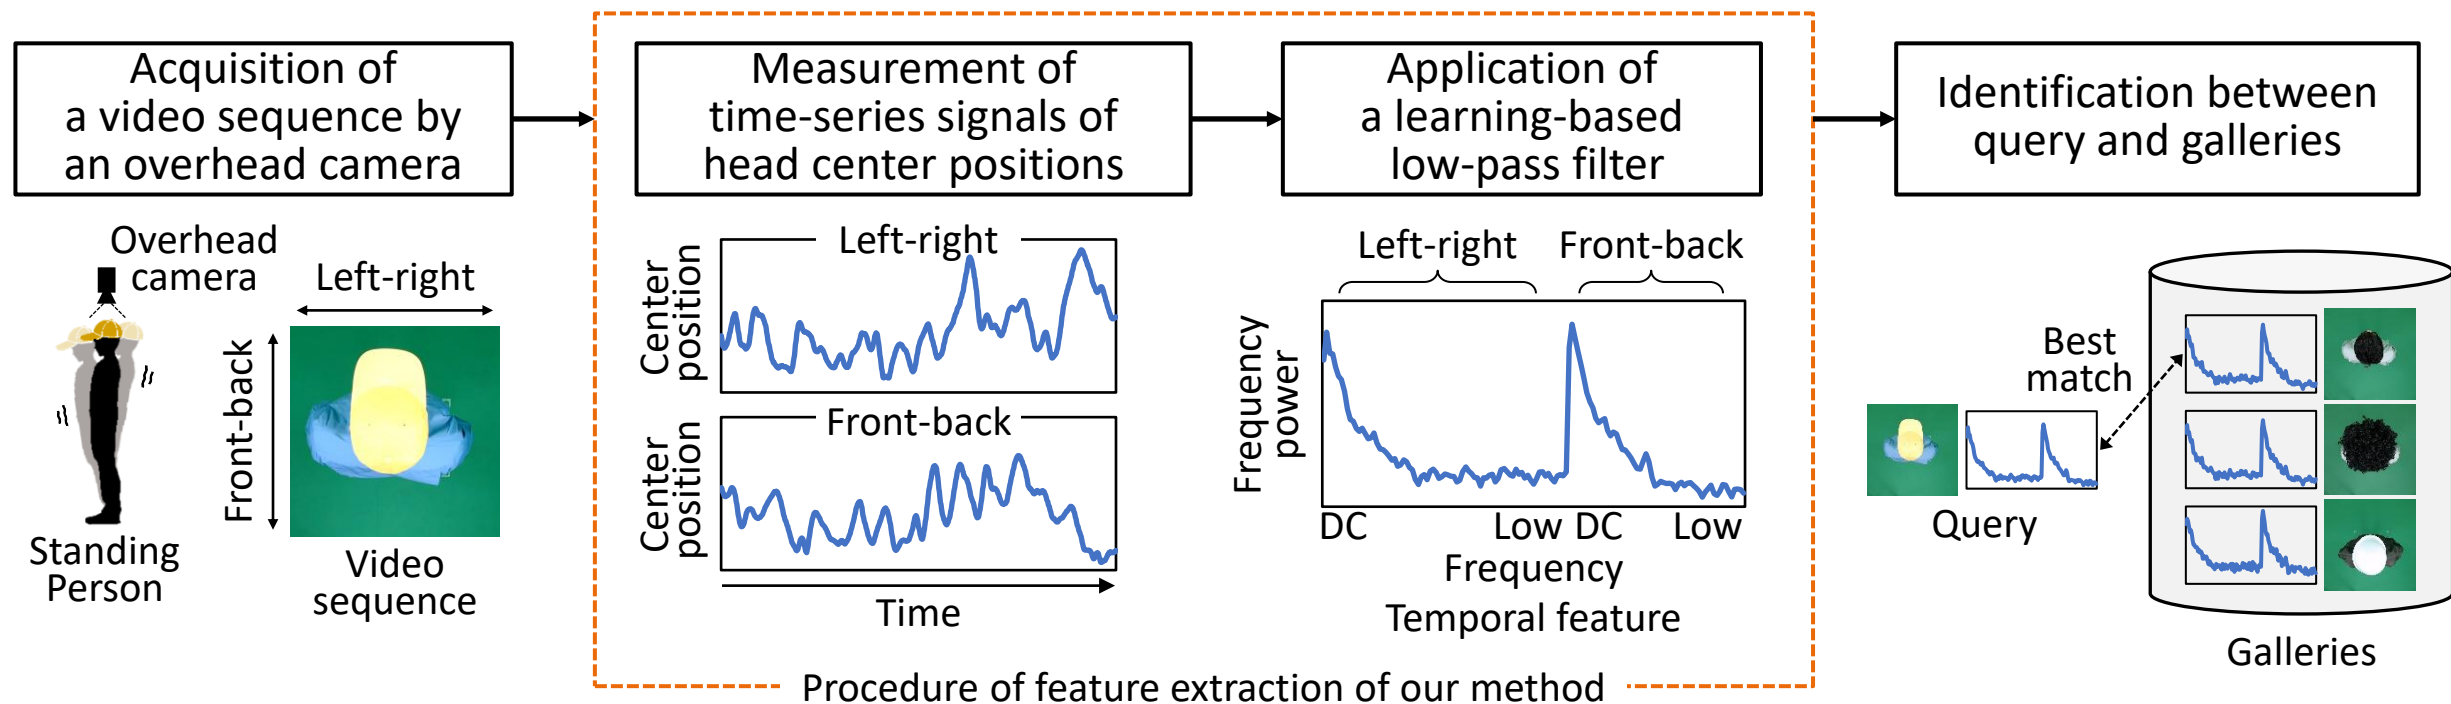 Acquisition of
a video sequence by
an overhead camera
Measurement of
time-series signals of
head center positions
Application of
a learning-based
low-pass filter
Identification between
query and galleries
Overhead
camera
Left-right
Front-back
Standing
Person
Video
sequence
Left-right
Center
position
Front-back
Center
position
Time
Left-right
Front-back
Frequency
power
DC
Low
DC
Low
Frequency
Temporal feature
Best
match
Query
Galleries
Procedure of feature extraction of our method